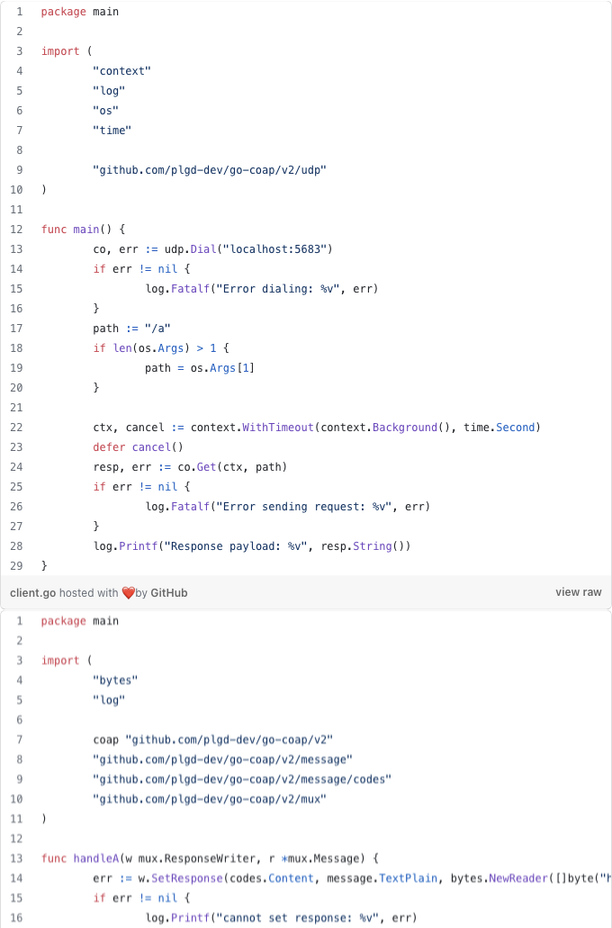 1 package main
2
3 import (
4 "context"
5 "log"
6 "os"
7 "time"
8
9 "github.com/plgd-dev/go-coap/v2/udp"
10 )
11
12 func main() {
13 co, err := udp.Dial("localhost:5683")
14 if err != nil {
15 log.Fatalf("Error dialing: %v", err)
16 }
17 path := "/a"
18 if len(os.Args) > 1 {
19 path = os.Args[1]
20 }
21
22 ctx, cancel := context.WithTimeout(context.Background(), time.Second)
23 defer cancel()
24 resp, err := co.Get(ctx, path)
25 if err != nil {
26 log.Fatalf("Error sending request: %v", err)
27 }
28 log.Printf("Response payload: %v", resp.String())
29 }
client.go hosted with ❤️by GitHub view raw
1 package main
2
3 import (
4 "bytes"
5 "log"
6
7 coap "github.com/plgd-dev/go-coap/v2"
8 "github.com/plgd-dev/go-coap/v2/message"
9 "github.com/plgd-dev/go-coap/v2/message/codes"
10 "github.com/plgd-dev/go-coap/v2/mux"
11 )
12
13 func handleA(w mux.ResponseWriter, r *mux.Message) {
14 err := w.SetResponse(codes.Content, message.TextPlain, bytes.NewReader([]byte("h
15 if err != nil {
16 log.Printf("cannot set response: %v", err)